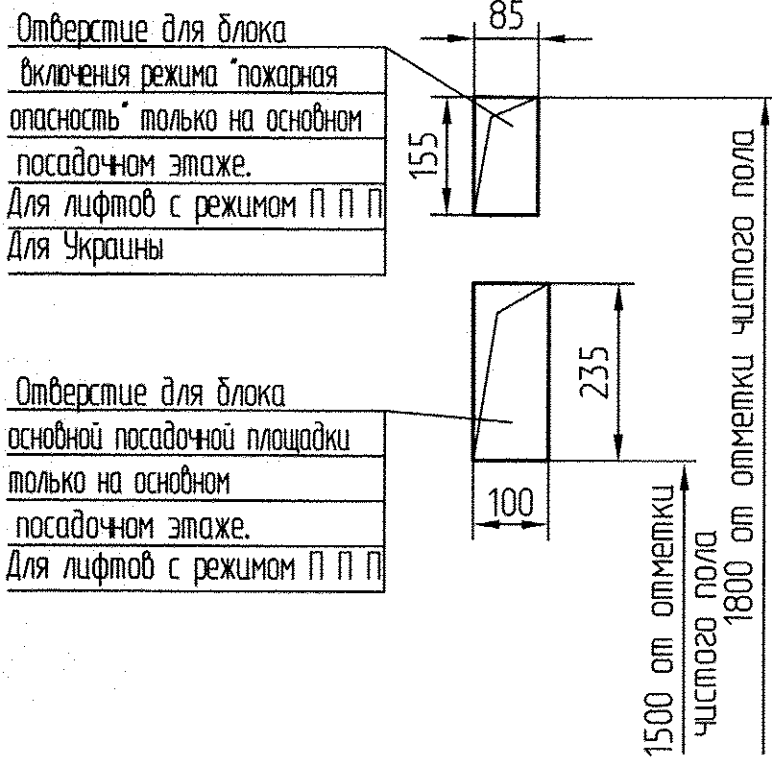 Отверстие для блока
включения режима "пожарная
опасность" только на основном
посадочном этаже.
Для лифтов с режимом П П П
Для Украины
85
155
Отверстие для блока
основной посадочной площадки
только на основном
посадочном этаже.
Для лифтов с режимом П П П
235
100
1500 от отметки
чистого пола
1800 от отметки чистого пола